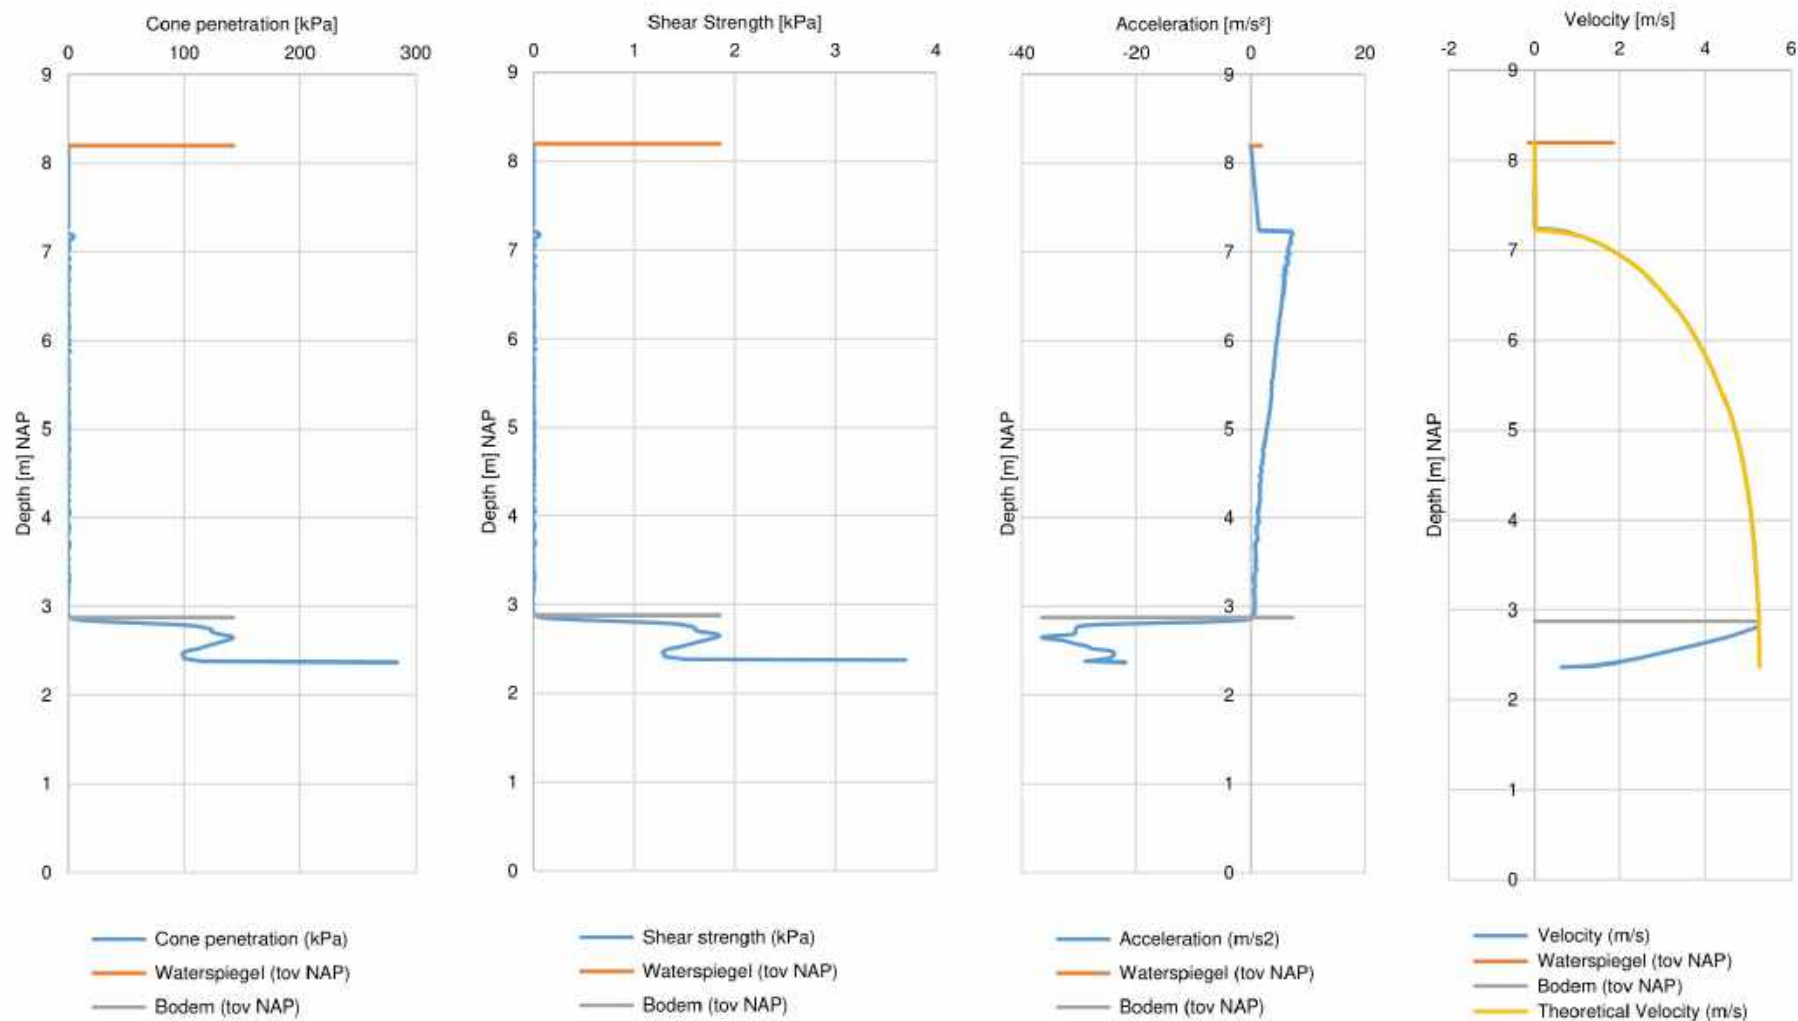 Cone penetration [kPa]
0 100 200 300
9
8
7
6
5
4
3
2
1
0
Depth [m] NAP
Cone penetration (kPa)
Waterspiegel (tov NAP)
Bodem (tov NAP)
Shear Strength [kPa]
0 1 2 3 4
9
8
7
6
5
4
3
2
1
0
Depth [m] NAP
Shear strength (kPa)
Waterspiegel (tov NAP)
Bodem (tov NAP)
Acceleration [m/s²]
-40 -20 0 20
9
8
7
6
5
4
3
2
1
0
Depth [m] NAP
Acceleration (m/s2)
Waterspiegel (tov NAP)
Bodem (tov NAP)
Velocity [m/s]
-2 0 2 4 6
9
8
7
6
5
4
3
2
1
0
Depth [m] NAP
Velocity (m/s)
Waterspiegel (tov NAP)
Bodem (tov NAP)
Theoretical Velocity (m/s)